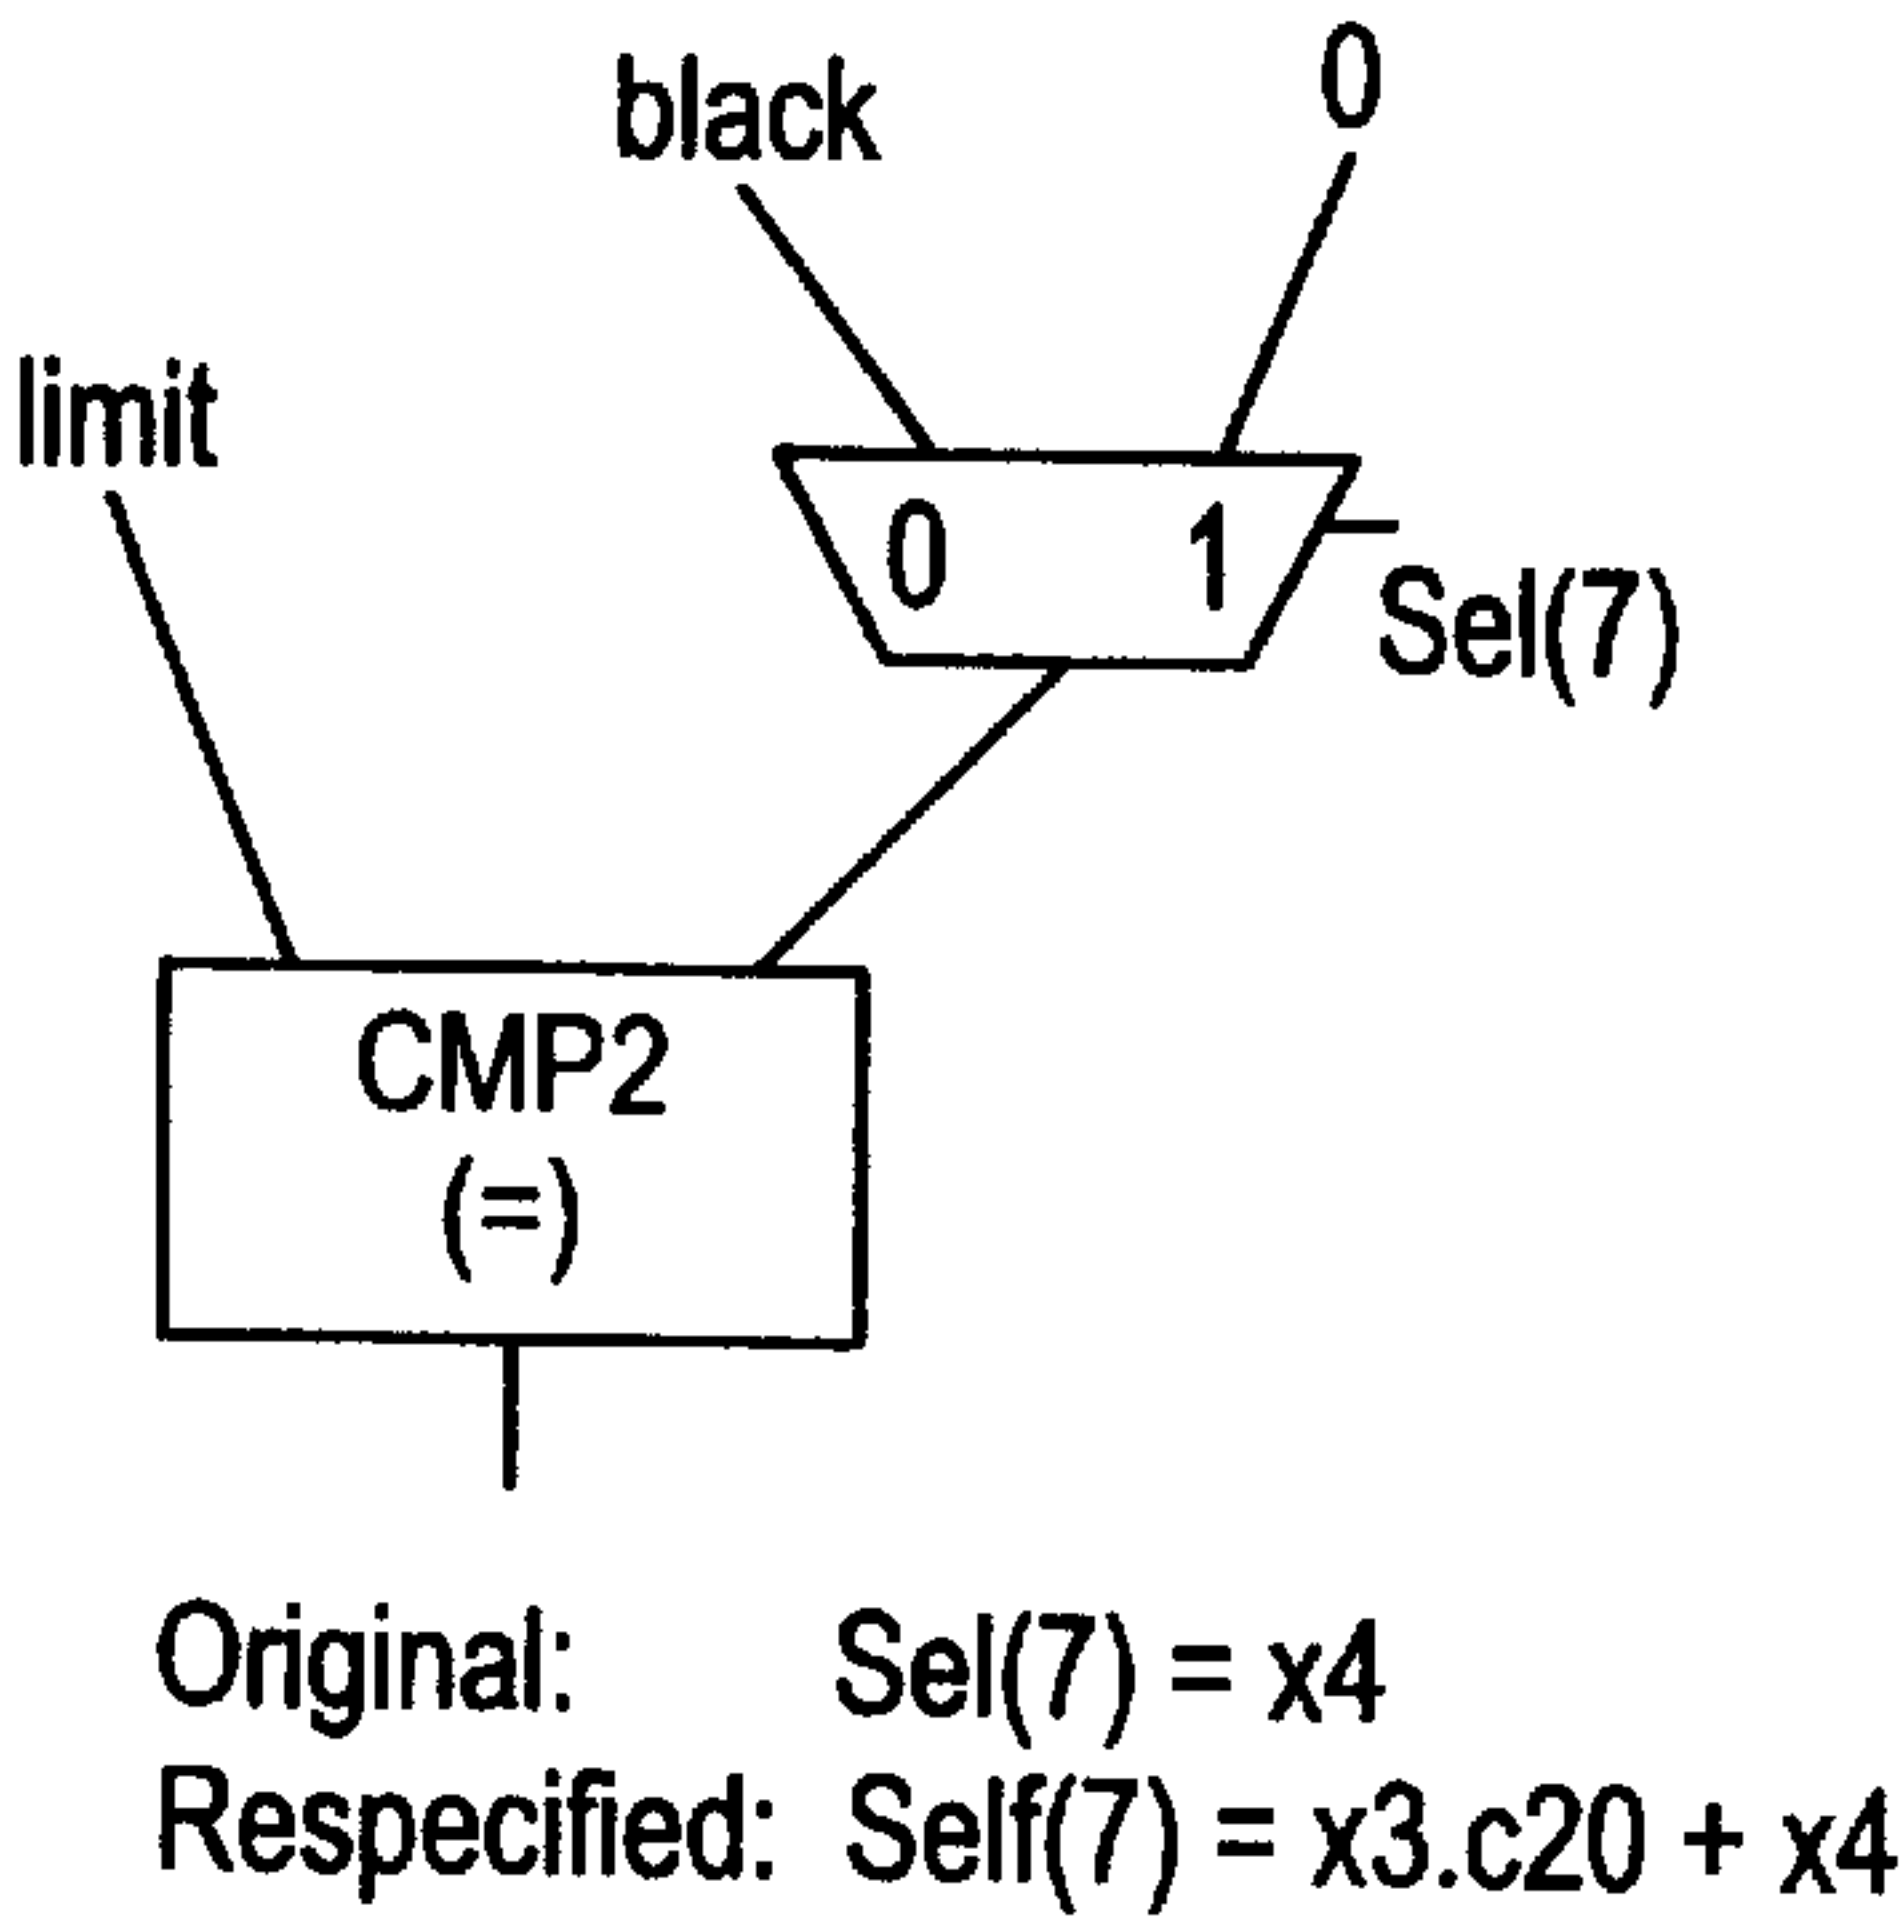 black
0
limit
0 1
Sel(7)
CMP2
(=)
Original: Sel(7) = x4
Respecified: Self(7) = x3.c20 + x4